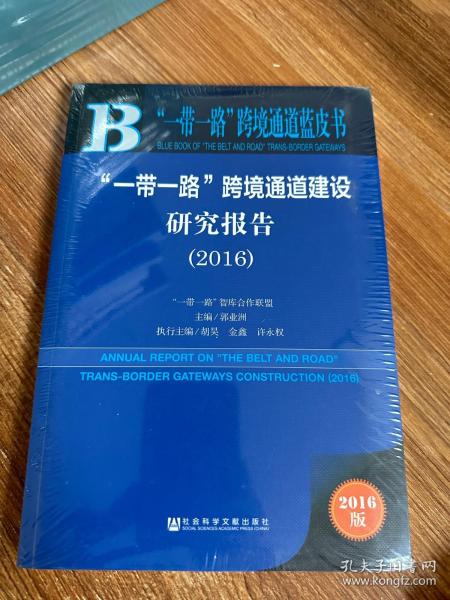 B
“一带一路”跨境通道蓝皮书
BLUE BOOK OF "THE BELT AND ROAD" TRANS-BORDER GATEWAYS
“一带一路”跨境通道建设
研究报告
(2016)
“一带一路”智库合作联盟
主编/郭业洲
执行主编/胡昊 金鑫 许永权
ANNUAL REPORT ON "THE BELT AND ROAD"
TRANS-BORDER GATEWAYS CONSTRUCTION (2016)
2016
版
社会科学文献出版社
SOCIAL SCIENCES ACADEMIC PRESS (CHINA)
孔夫子旧书网
www.kongfz.com